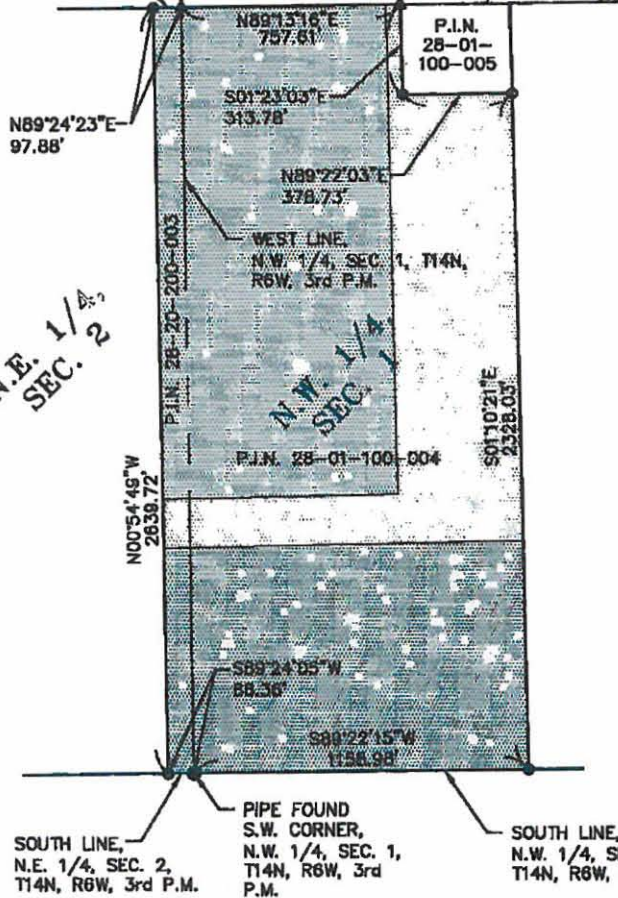 N89°13'16"E
757.61'
P.I.N.
28-01-
100-005
S01°23'03"E
313.78'
N89°24'23"E
97.88'
N89°22'03"E
378.73'
WEST LINE,
N.W. 1/4, SEC. 1, T14N,
R6W, 3rd P.M.
P.I.N. 28-20-200-003
N.E. 1/4,
SEC. 2
N.W. 1/4,
SEC. 1
S01°10'21"E
2328.03'
P.I.N. 28-01-100-004
N00°54'49"W
2639.72'
S89°24'05"W
88.36'
S89°22'15"W
1158.98'
SOUTH LINE,
N.E. 1/4, SEC. 2,
T14N, R6W, 3rd P.M.
PIPE FOUND
S.W. CORNER,
N.W. 1/4, SEC. 1,
T14N, R6W, 3rd
P.M.
SOUTH LINE,
N.W. 1/4, S
T14N, R6W,